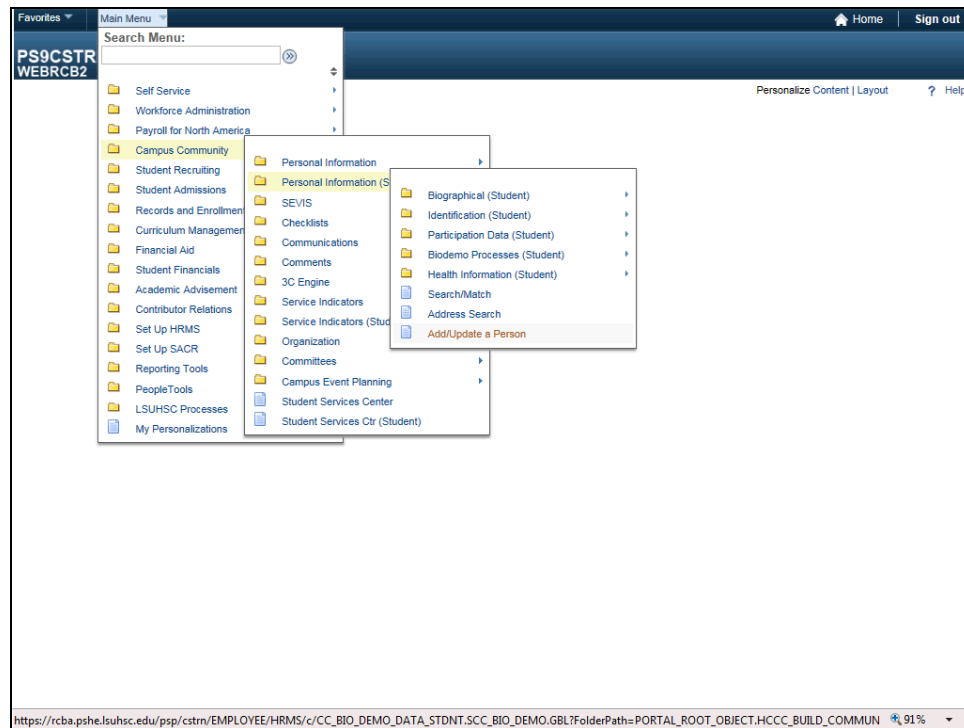 Favorites Main Menu Home Sign out
Search Menu:
PS9CSTR
WEBRCB2
Personalize Content | Layout ? Help
Self Service
Workforce Administration
Payroll for North America
Campus Community
Student Recruiting
Student Admissions
Records and Enrollmen
Curriculum Managemen
Financial Aid
Student Financials
Academic Advisement
Contributor Relations
Set Up HRMS
Set Up SACR
Reporting Tools
PeopleTools
LSUHSC Processes
My Personalizations
Personal Information
Personal Information (S
SEVIS
Checklists
Communications
Comments
3C Engine
Service Indicators
Service Indicators (Stud
Organization
Committees
Campus Event Planning
Student Services Center
Student Services Ctr (Student)
Biographical (Student)
Identification (Student)
Participation Data (Student)
Biodemo Processes (Student)
Health Information (Student)
Search/Match
Address Search
Add/Update a Person
https://rcba.pshe.lsuhsc.edu/psp/cstrn/EMPLOYEE/HRMS/c/CC_BIO_DEMO_DATA_STDNT.SCC_BIO_DEMO.GBL?FolderPath=PORTAL_ROOT_OBJECT.HCCC_BUILD_COMMUN 91%